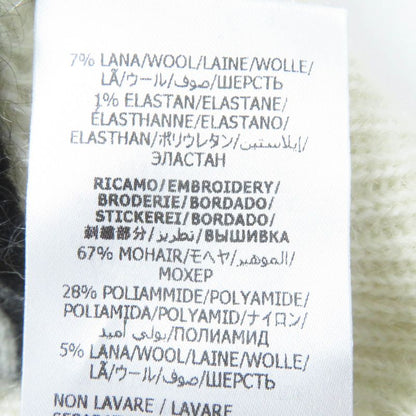 7% LANA/WOOL/LAINE/WOLLE/
LÃ/ウール/صوف/ШЕРСТЬ
1% ELASTAN/ELASTANE/
ÉLASTHANNE/ELASTANO/
ELASTHAN/ポリウレタン/إيلاستين/
ЭЛАСТАН
RICAMO/EMBROIDERY/
BRODERIE/BORDADO/
STICKEREI/BORDADO/
刺繍部分/تطريز/ВЫШИВКА
67% MOHAIR/モヘヤ/الموهير/
МОХЕР
28% POLIAMMIDE/POLYAMIDE/
POLIAMIDA/POLYAMID/ナイロン/
POLIAMIDA/بولي أميد/ПОЛИАМИД
5% LANA/WOOL/LAINE/WOLLE/
LÃ/ウール/صوف/ШЕРСТЬ
NON LAVARE / LAVARE